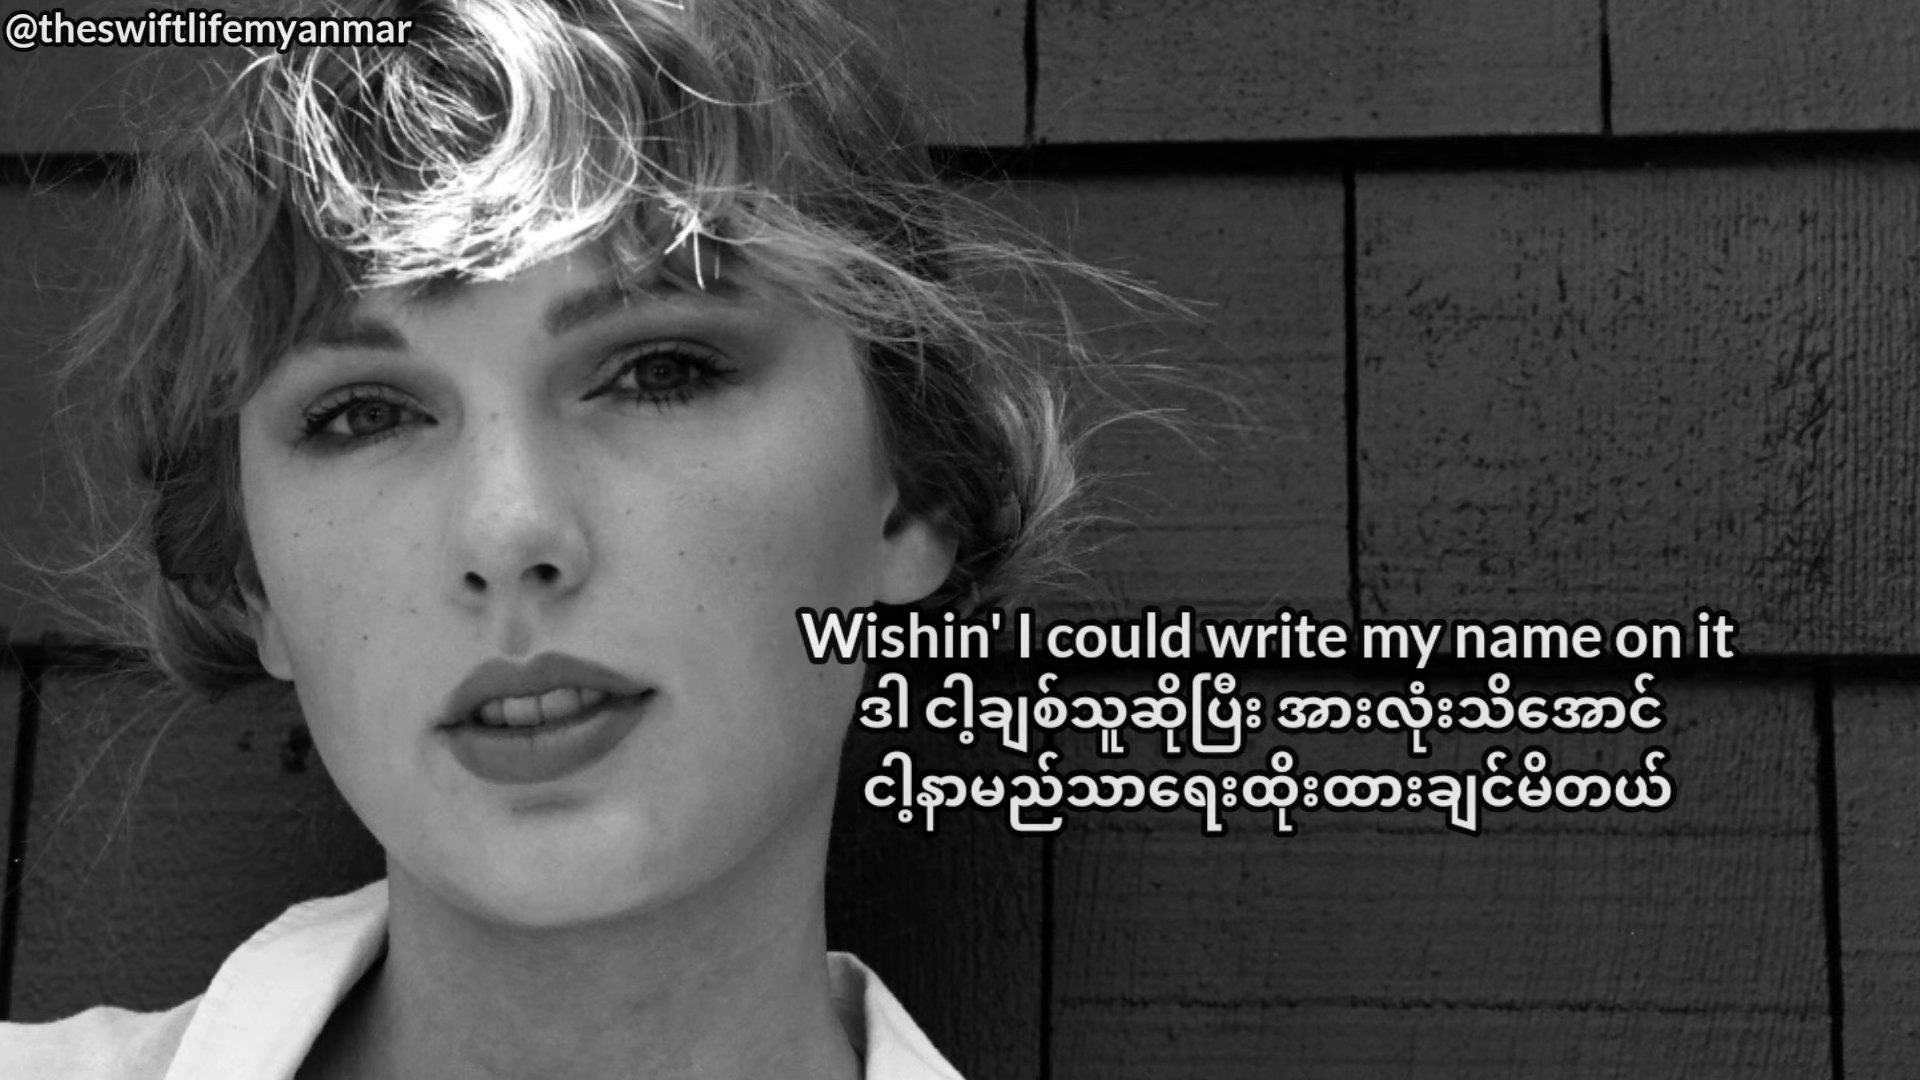 @theswiftlifemyanmar
Wishin' I could write my name on it
ဒါ ငါ့ချစ်သူဆိုပြီး အားလုံးသိအောင်
ငါ့နာမည်သာရေးထိုးထားချင်မိတယ်